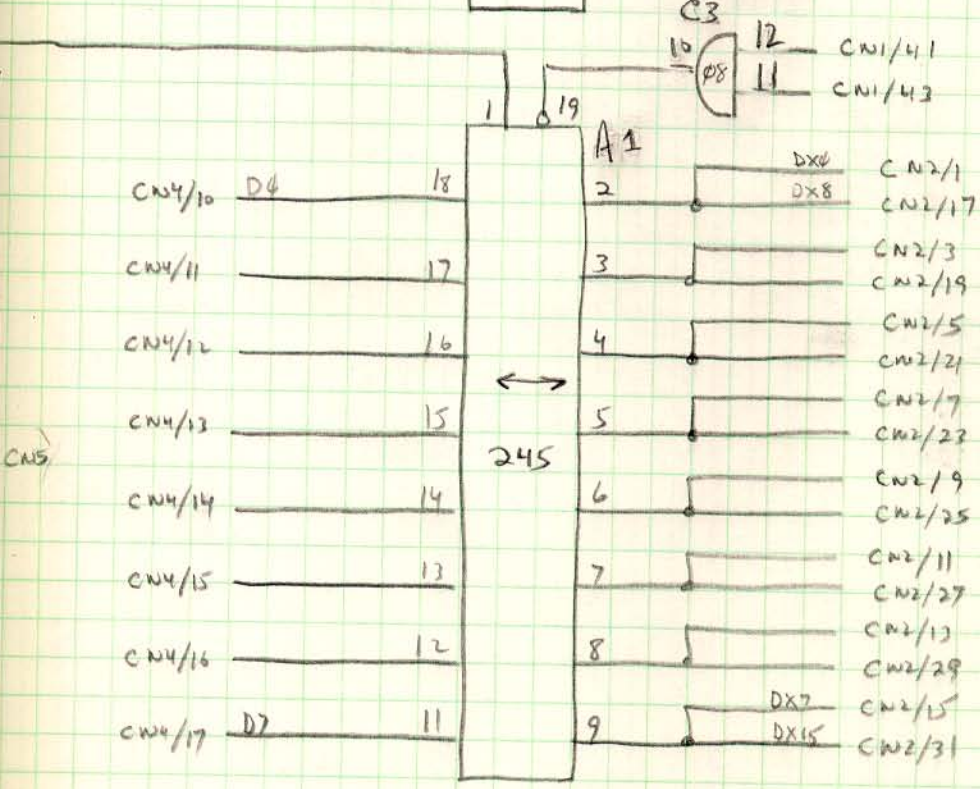 C3
10 12 CN1/41
Ø8
11 CN1/43
1 19
A1
CN4/10 DØ 18 2 DXØ CN2/1
DX8 CN2/17
CN4/11 17 3 CN2/3
CN2/19
CN4/12 16 4 CN2/5
CN2/21
CN4/13 15 5 CN2/7
CN2/23
CN5
245
CN4/14 14 6 CN2/9
CN2/25
CN4/15 13 7 CN2/11
CN2/27
CN4/16 12 8 CN2/13
CN2/29
CN4/17 D7 11 9 DX7 CN2/15
DX15 CN2/31